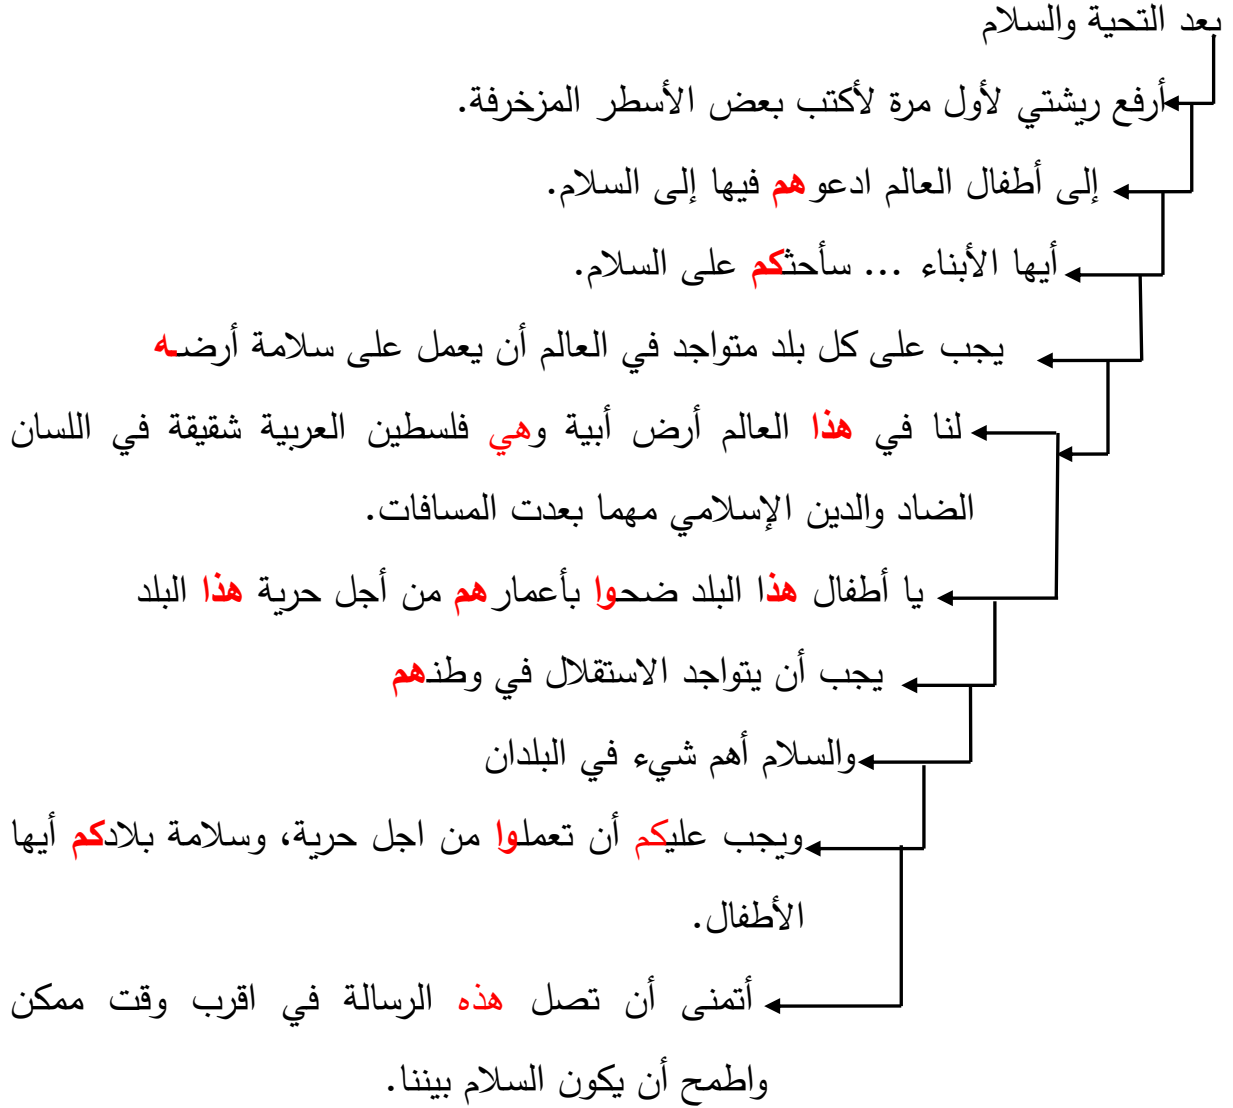 بعد التحية والسلام
أرفع ريشتي لأول مرة لأكتب بعض الأسطر المزخرفة.
إلى أطفال العالم ادعوهم فيها إلى السلام.
أيها الأبناء ... سأحثكم على السلام.
يجب على كل بلد متواجد في العالم أن يعمل على سلامة أرضه
لنا في هذا العالم أرض أبية وهي فلسطين العربية شقيقة في اللسان
الضاد والدين الإسلامي مهما بعدت المسافات.
يا أطفال هذا البلد ضحوا بأعمارهم من أجل حرية هذا البلد
يجب أن يتواجد الاستقلال في وطنهم
والسلام أهم شيء في البلدان
ويجب عليكم أن تعملوا من اجل حرية، وسلامة بلادكم أيها
الأطفال.
أتمنى أن تصل هذه الرسالة في اقرب وقت ممكن
واطمح أن يكون السلام بيننا.